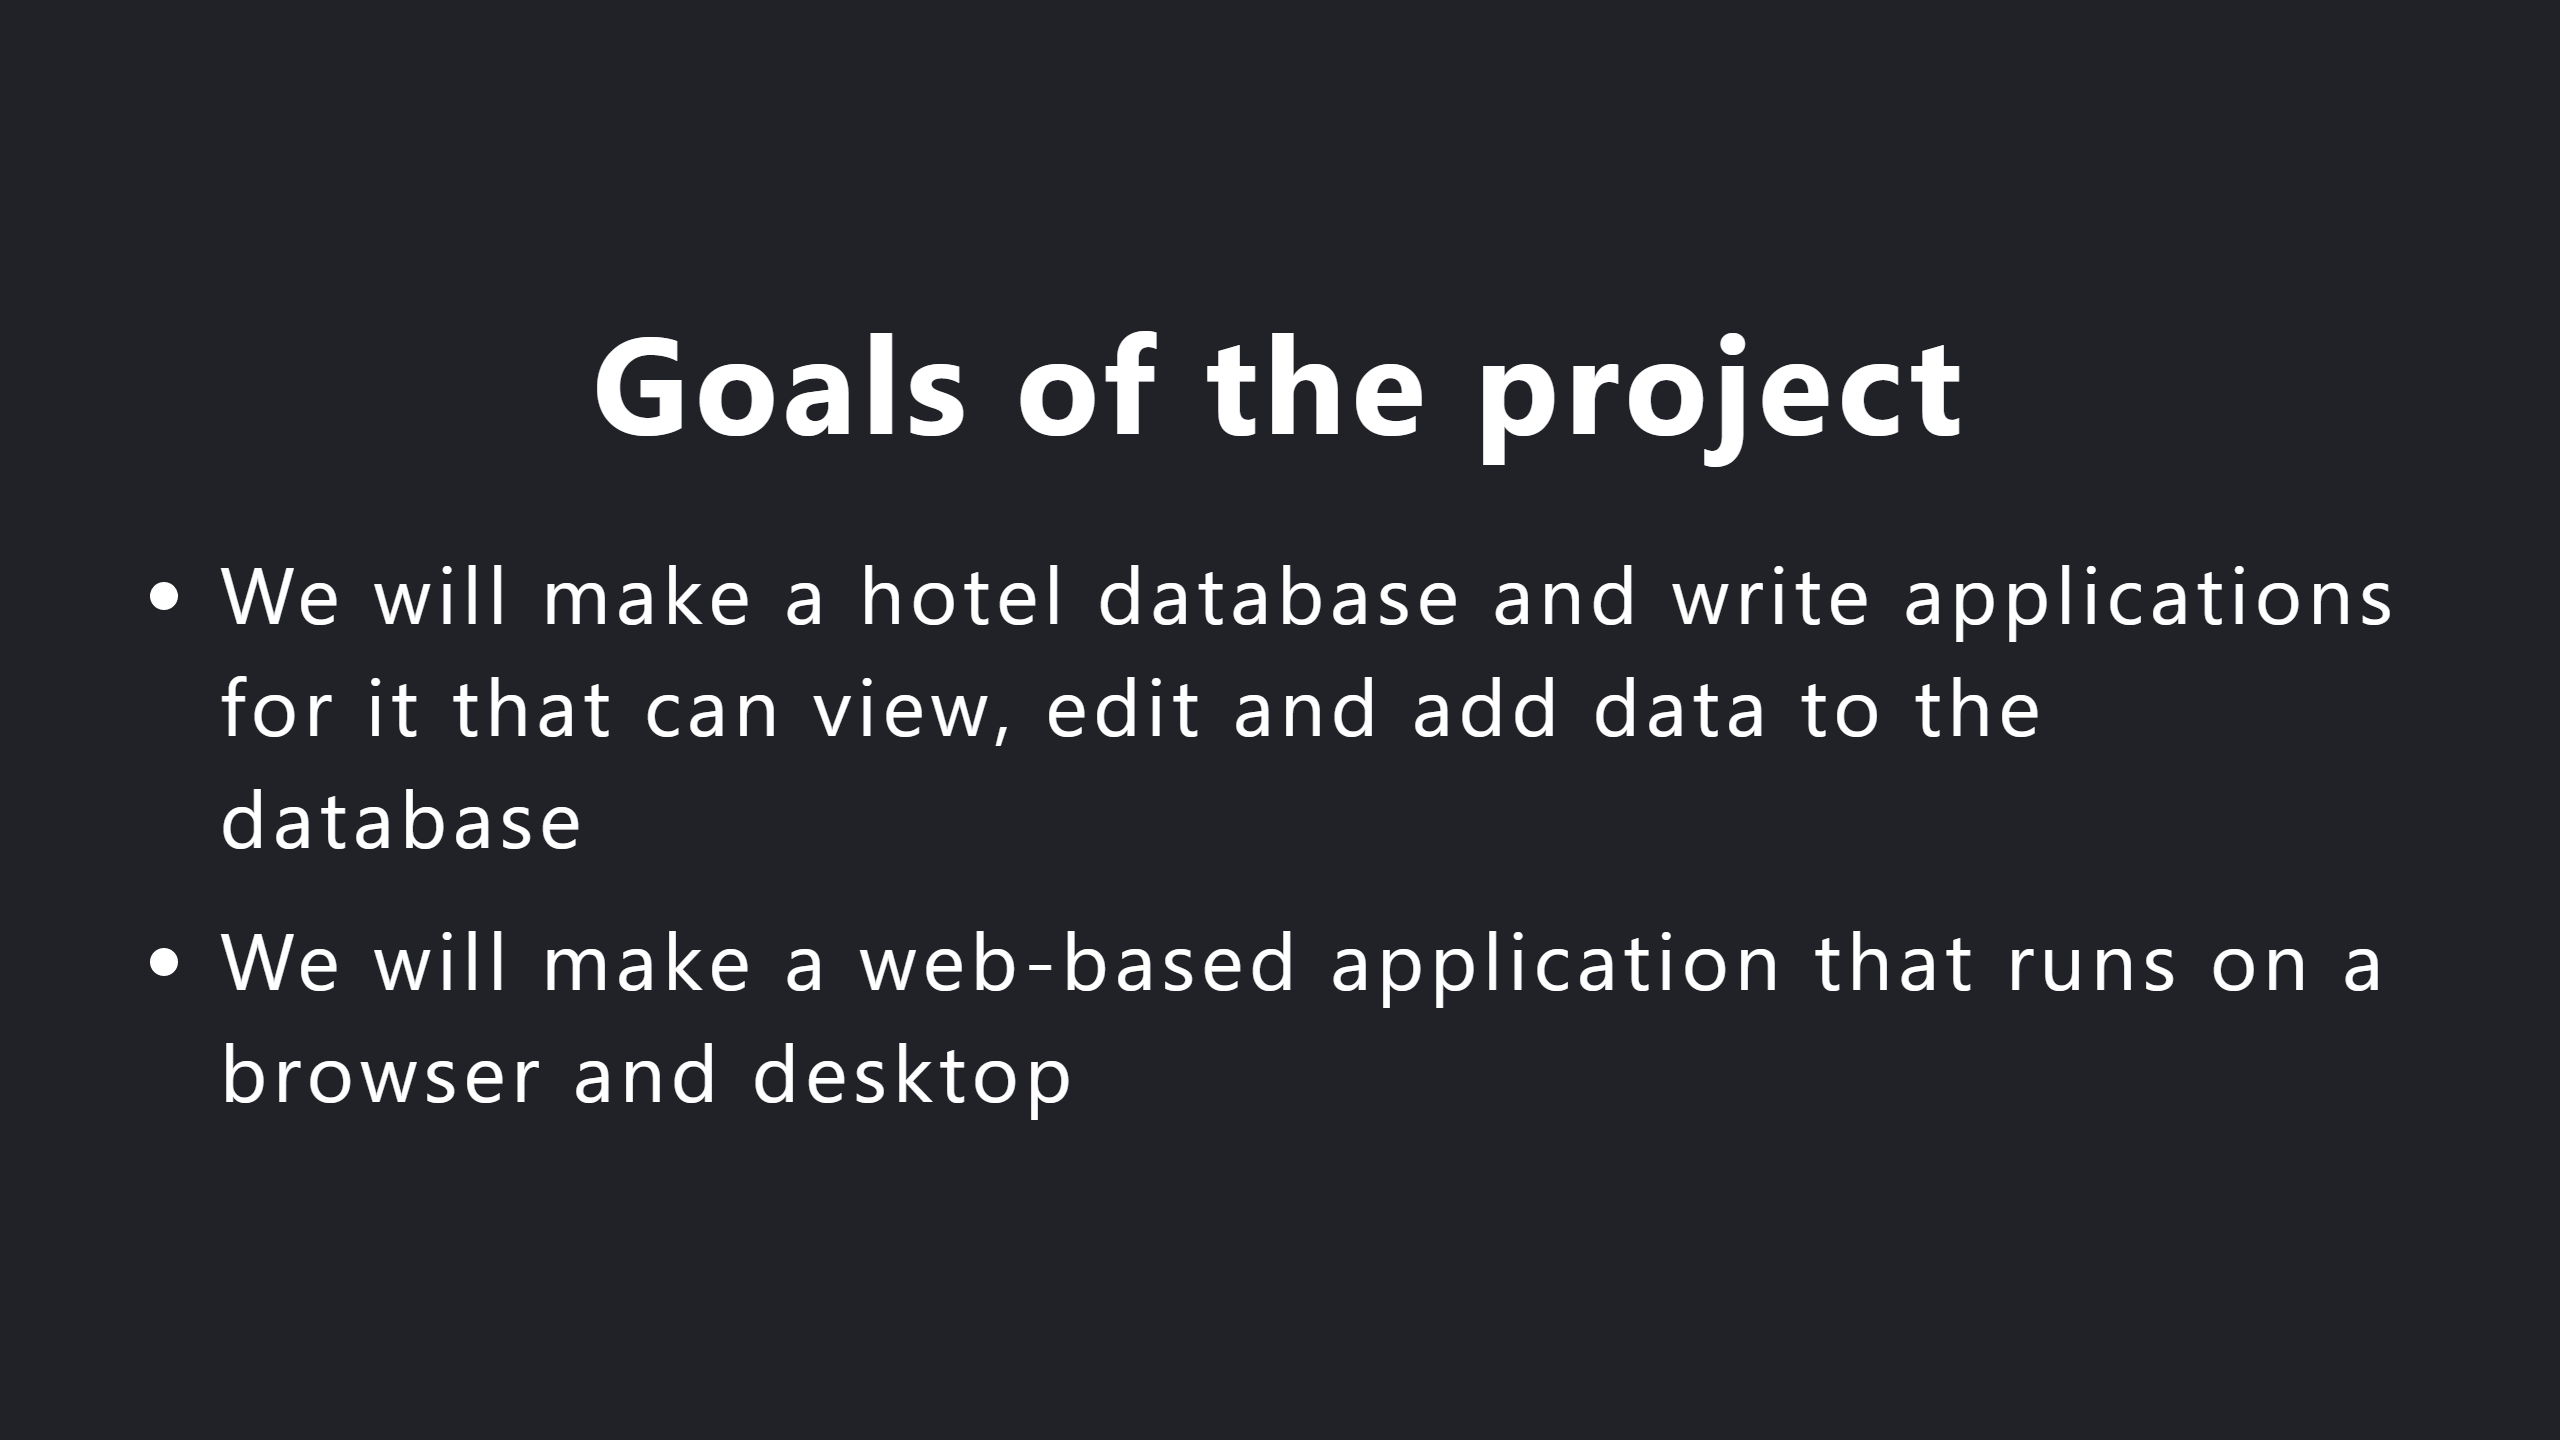 Goals of the project
• We will make a hotel database and write applications
for it that can view, edit and add data to the
database
• We will make a web-based application that runs on a
browser and desktop